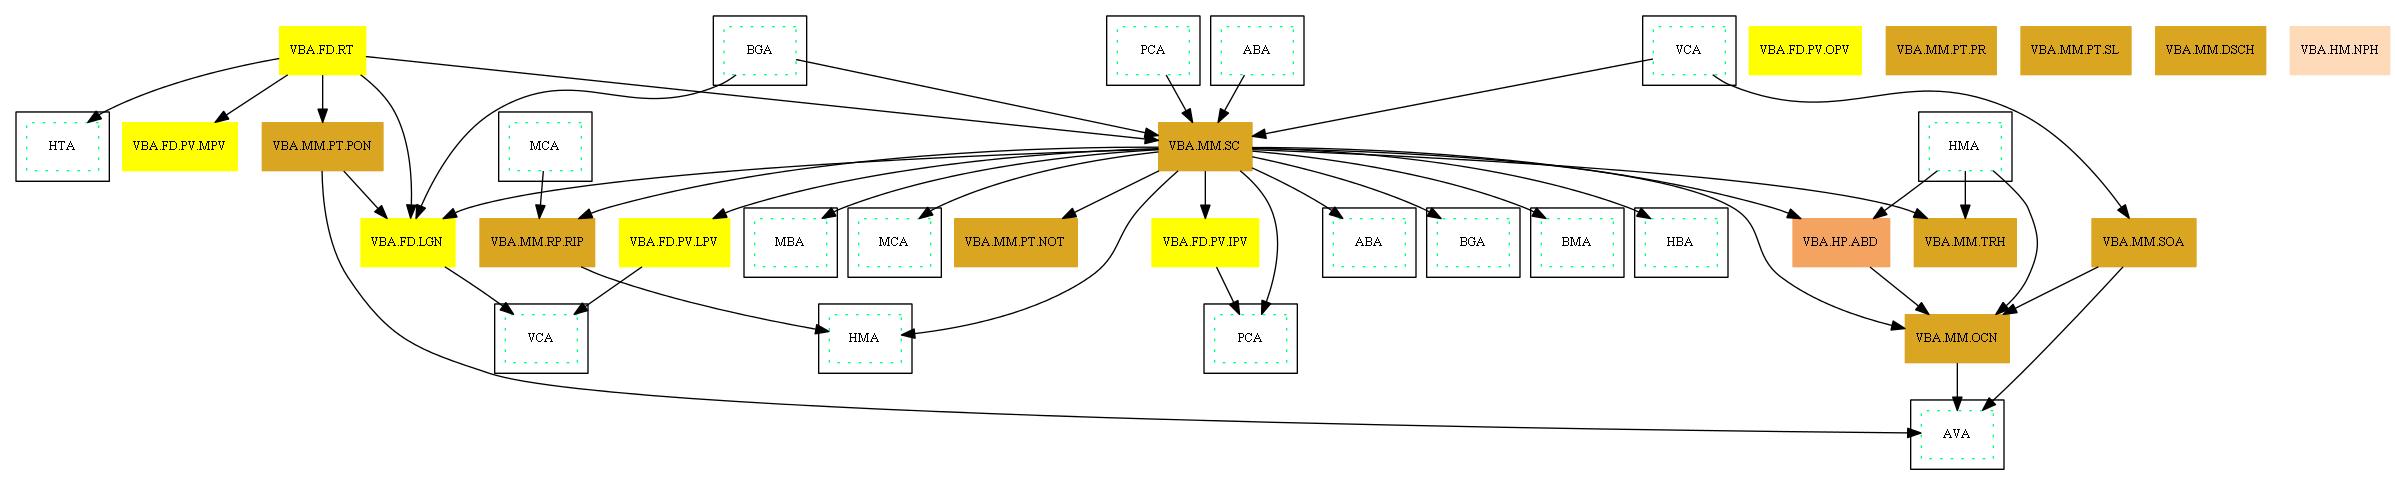 VBA.FD.RT
BGA
PCA
ABA
VCA
VBA.FD.PV.OPV
VBA.MM.PT.PR
VBA.MM.PT.SL
VBA.MM.DSCH
VBA.HM.NPH
HTA
VBA.FD.PV.MPV
VBA.MM.PT.PON
MCA
VBA.MM.SC
HMA
VBA.FD.LGN
VBA.MM.RP.RIP
VBA.FD.PV.LPV
MBA
MCA
VBA.MM.PT.NOT
VBA.FD.PV.IPV
ABA
BGA
BMA
HBA
VBA.HP.ABD
VBA.MM.TRH
VBA.MM.SOA
VCA
HMA
PCA
VBA.MM.OCN
AVA